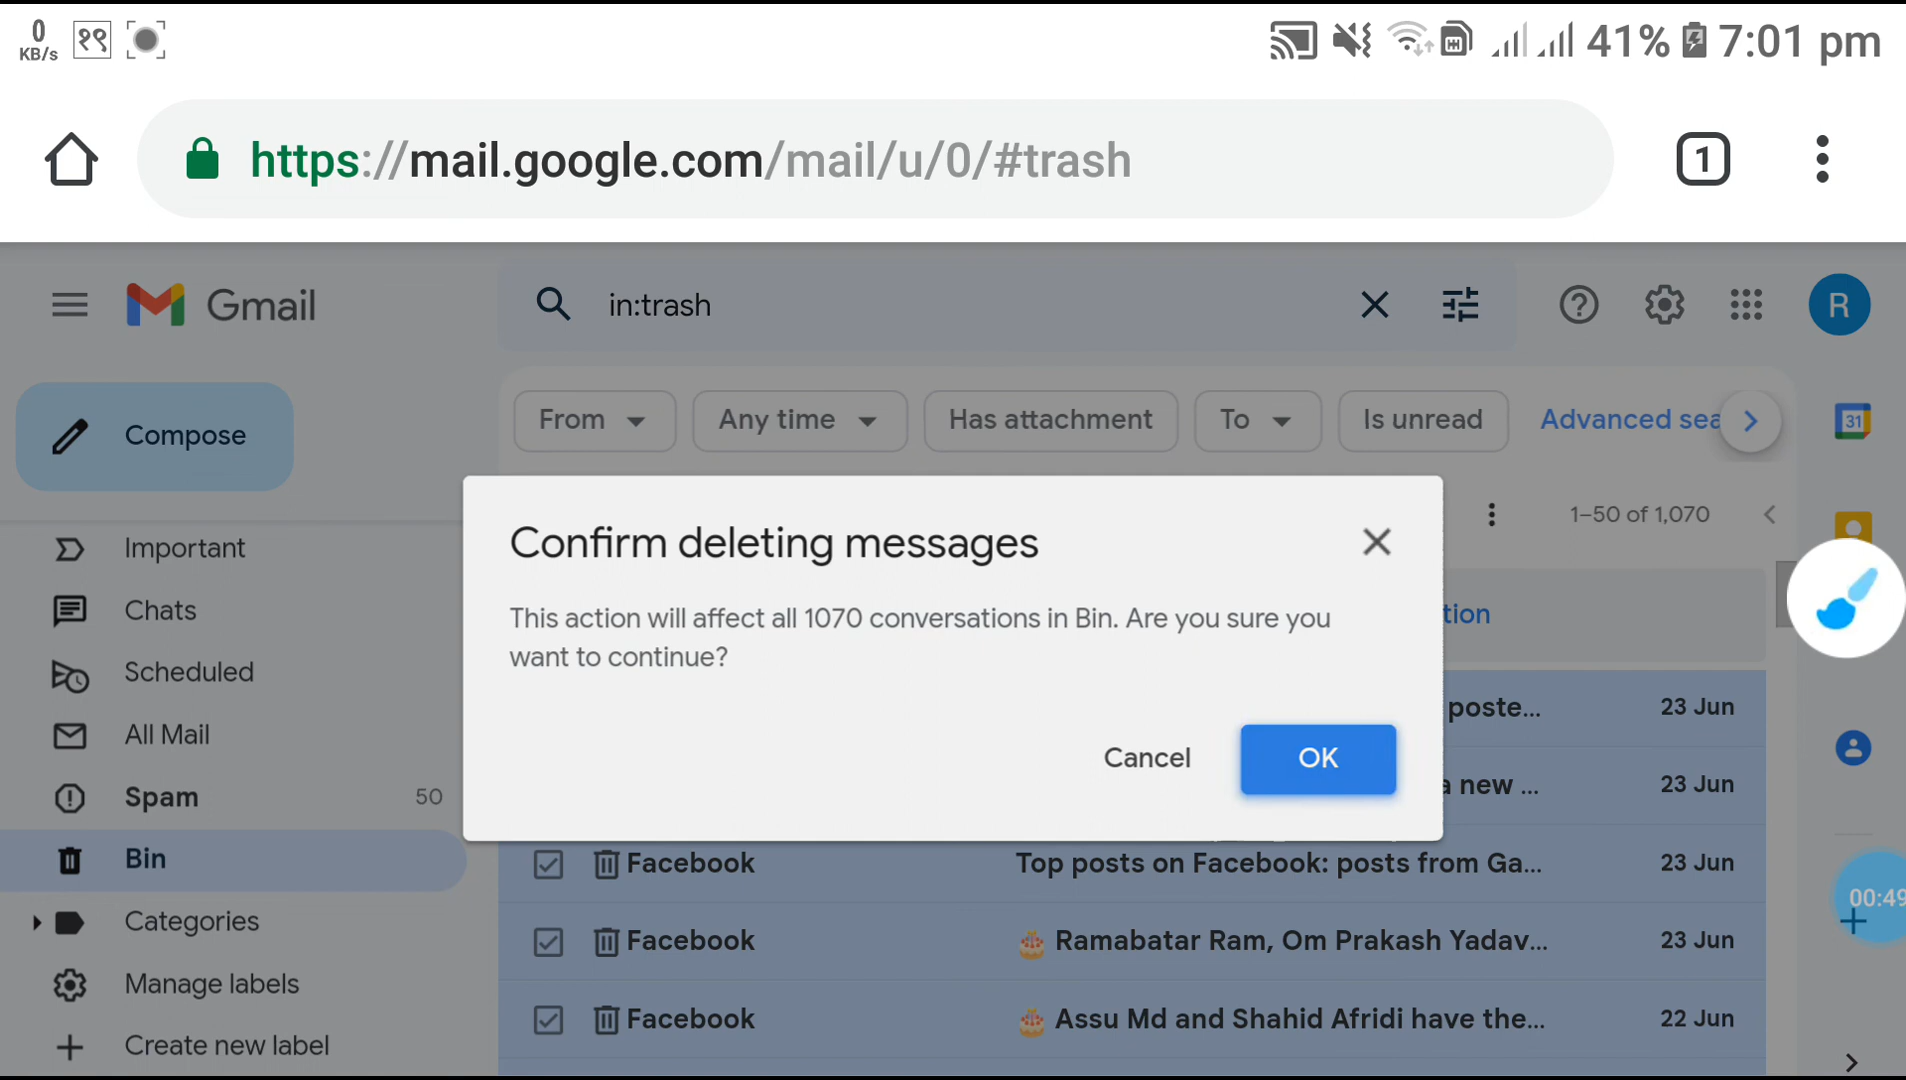 0
KB/s
१९
41% 7:01 pm
https://mail.google.com/mail/u/0/#trash
1
Gmail
in:trash
R
Compose
From
Any time
Has attachment
To
Is unread
Advanced sea
31
1–50 of 1,070
Important
Chats
Scheduled
All Mail
Spam 50
Bin
Categories
Manage labels
Create new label
Confirm deleting messages
This action will affect all 1070 conversations in Bin. Are you sure you
want to continue?
Cancel
OK
tion
poste... 23 Jun
a new ... 23 Jun
Facebook Top posts on Facebook: posts from Ga... 23 Jun
Facebook Ramabatar Ram, Om Prakash Yadav... 23 Jun
Facebook Assu Md and Shahid Afridi have the... 22 Jun
00:49